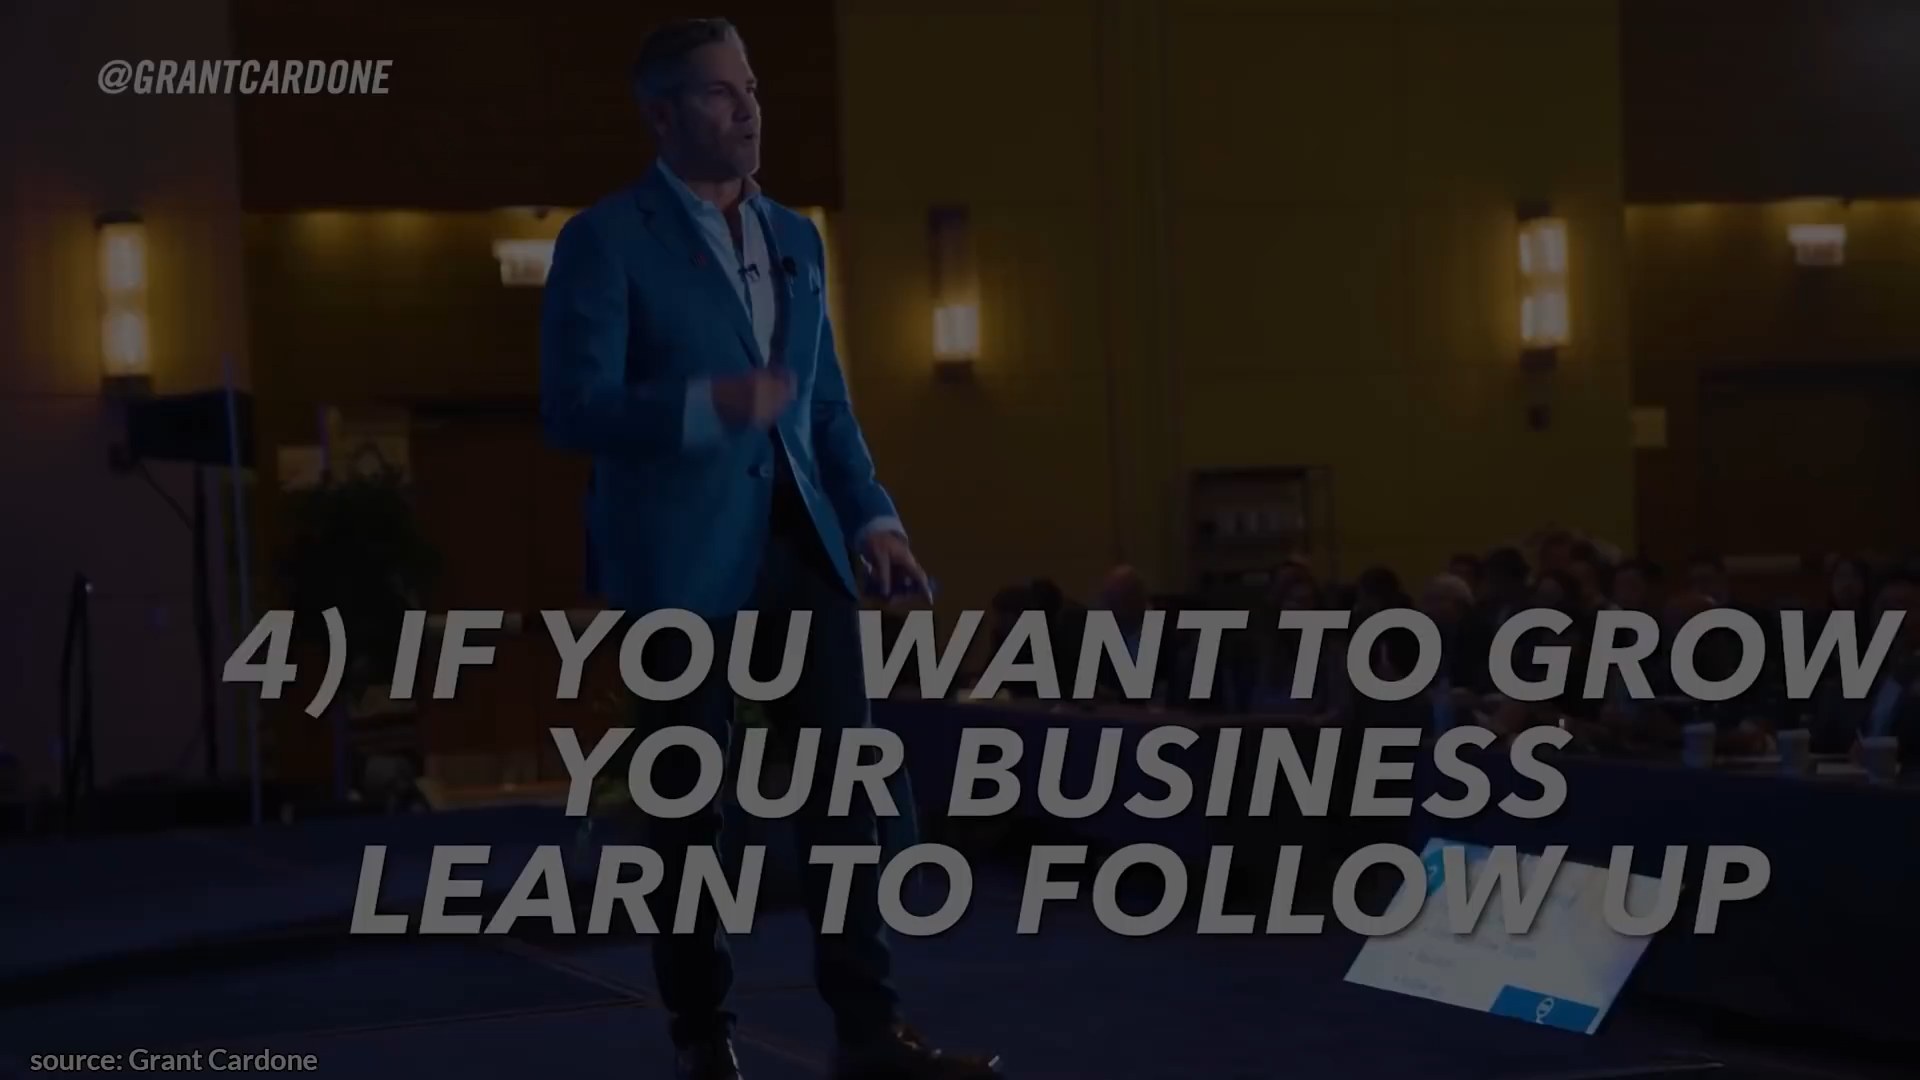 @GRANTCARDONE
4) IF YOU WANT TO GROW
YOUR BUSINESS
LEARN TO FOLLOW UP
source: Grant Cardone